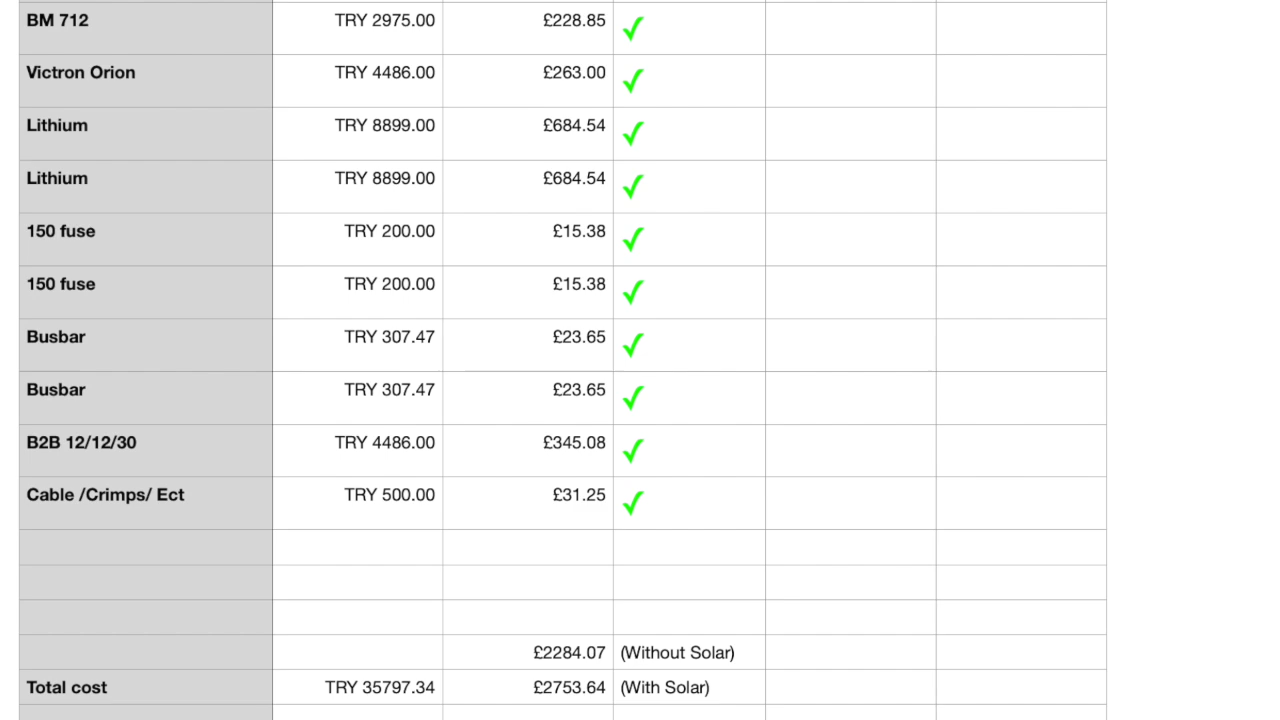 BM 712 TRY 2975.00 £228.85
Victron Orion TRY 4486.00 £263.00
Lithium TRY 8899.00 £684.54
Lithium TRY 8899.00 £684.54
150 fuse TRY 200.00 £15.38
150 fuse TRY 200.00 £15.38
Busbar TRY 307.47 £23.65
Busbar TRY 307.47 £23.65
B2B 12/12/30 TRY 4486.00 £345.08
Cable /Crimps/ Ect TRY 500.00 £31.25
£2284.07 (Without Solar)
Total cost TRY 35797.34 £2753.64 (With Solar)